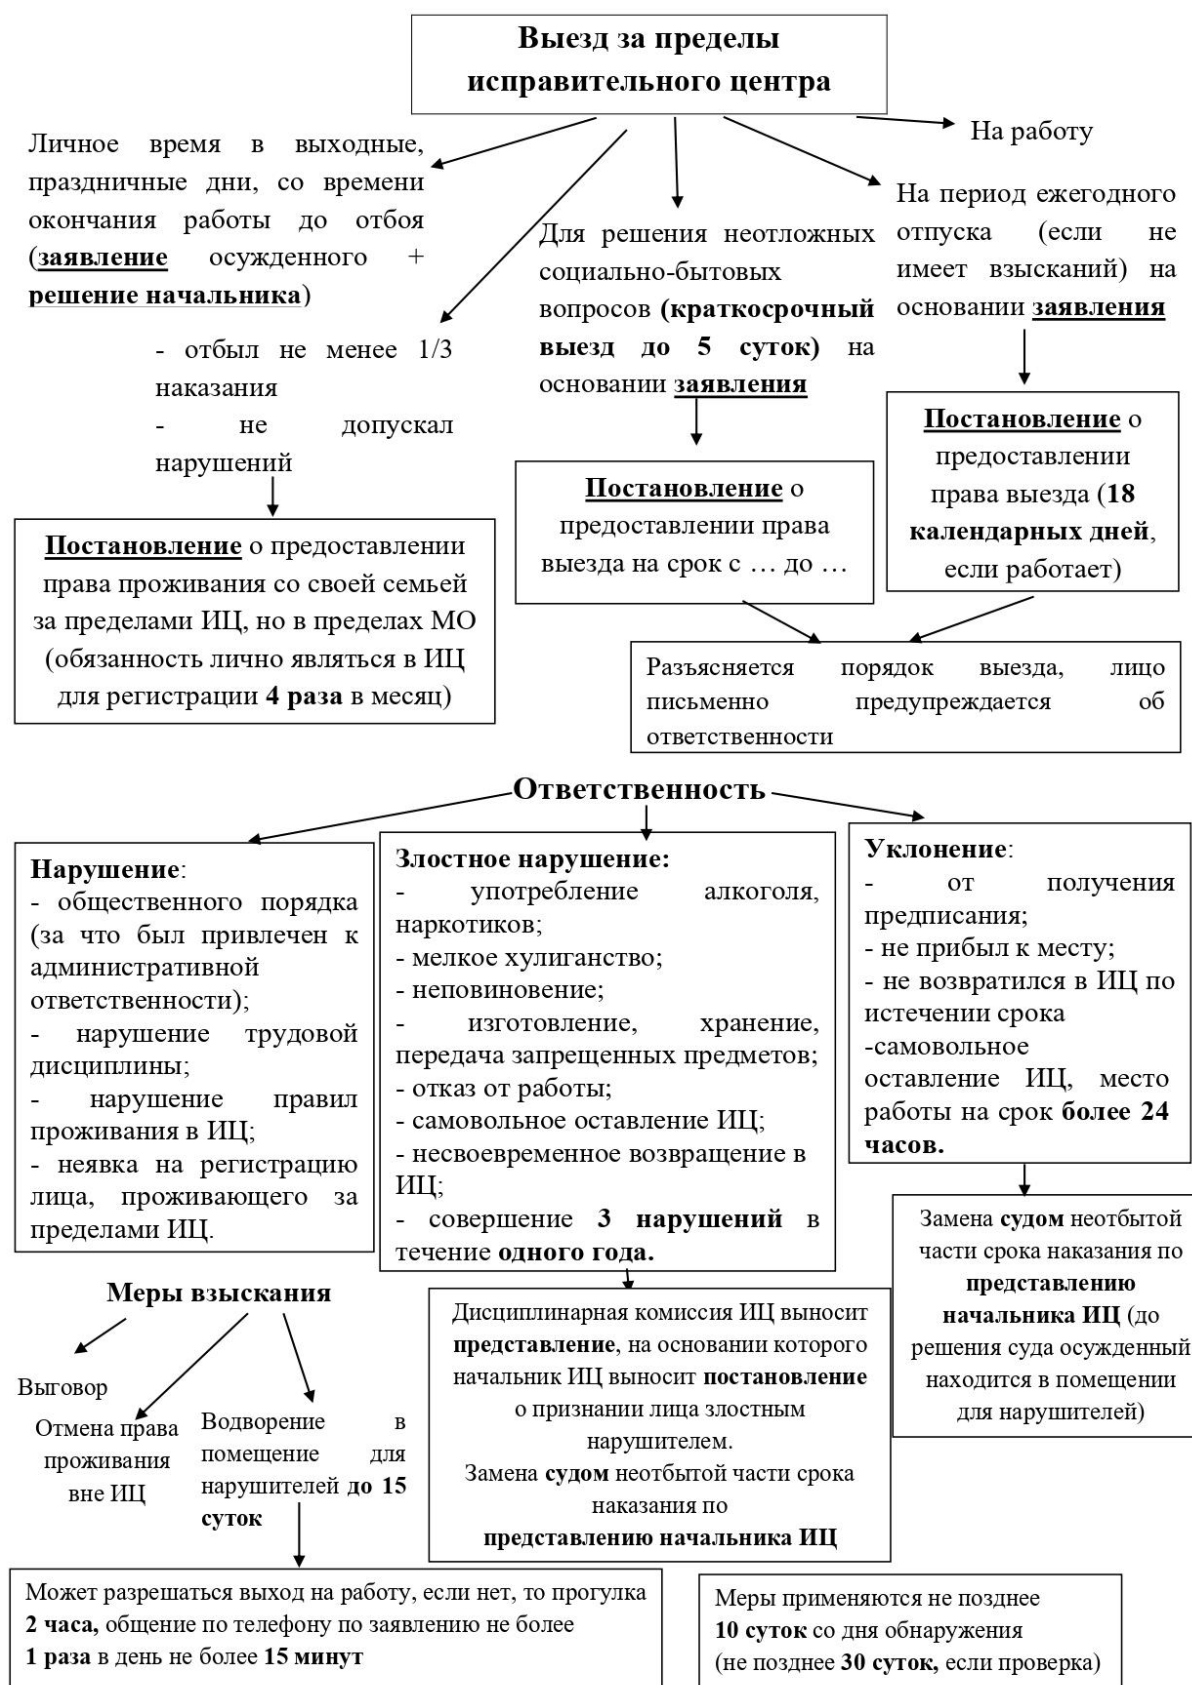 Выезд за пределы
исправительного центра
На работу
Личное время в выходные,
праздничные дни, со времени
окончания работы до отбоя
(заявление осужденного +
решение начальника)
- отбыл не менее 1/3
наказания
- не допускал
нарушений
Для решения неотложных
социально-бытовых
вопросов (краткосрочный
выезд до 5 суток) на
основании заявления
На период ежегодного
отпуска (если не
имеет взысканий) на
основании заявления
Постановление о предоставлении
права проживания со своей семьей
за пределами ИЦ, но в пределах МО
(обязанность лично являться в ИЦ
для регистрации 4 раза в месяц)
Постановление о
предоставлении права
выезда на срок с … до …
Постановление о
предоставлении
права выезда (18
календарных дней,
если работает)
Разъясняется порядок выезда, лицо
письменно предупреждается об
ответственности
Ответственность
Нарушение:
- общественного порядка
(за что был привлечен к
административной
ответственности);
- нарушение трудовой
дисциплины;
- нарушение правил
проживания в ИЦ;
- неявка на регистрацию
лица, проживающего за
пределами ИЦ.
Злостное нарушение:
- употребление алкоголя,
наркотиков;
- мелкое хулиганство;
- неповиновение;
- изготовление, хранение,
передача запрещенных предметов;
- отказ от работы;
- самовольное оставление ИЦ;
- несвоевременное возвращение в
ИЦ;
- совершение 3 нарушений в
течение одного года.
Уклонение:
- от получения
предписания;
- не прибыл к месту;
- не возвратился в ИЦ по
истечении срока
-самовольное
оставление ИЦ, место
работы на срок более 24
часов.
Меры взыскания
Выговор
Отмена права
проживания
вне ИЦ
Водворение в
помещение для
нарушителей до 15
суток
Дисциплинарная комиссия ИЦ выносит
представление, на основании которого
начальник ИЦ выносит постановление
о признании лица злостным
нарушителем.
Замена судом неотбытой части срока
наказания по
представлению начальника ИЦ
Замена судом неотбытой
части срока наказания по
представлению
начальника ИЦ (до
решения суда осужденный
находится в помещении
для нарушителей)
Может разрешаться выход на работу, если нет, то прогулка
2 часа, общение по телефону по заявлению не более
1 раза в день не более 15 минут
Меры применяются не позднее
10 суток со дня обнаружения
(не позднее 30 суток, если проверка)